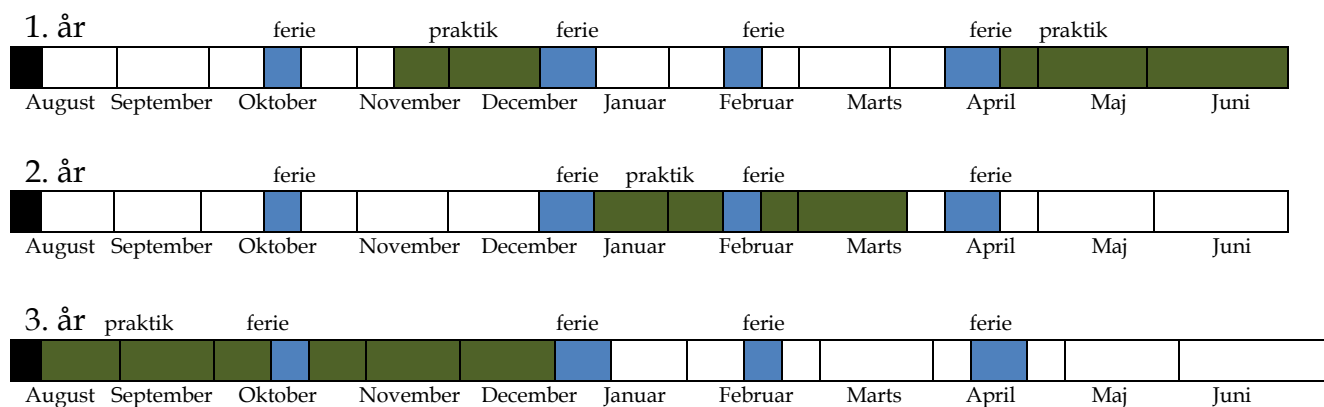 1. år ferie praktik ferie ferie ferie praktik
August September Oktober November December Januar Februar Marts April Maj Juni
2. år ferie ferie praktik ferie ferie
August September Oktober November December Januar Februar Marts April Maj Juni
3. år praktik ferie ferie ferie ferie
August September Oktober November December Januar Februar Marts April Maj Juni